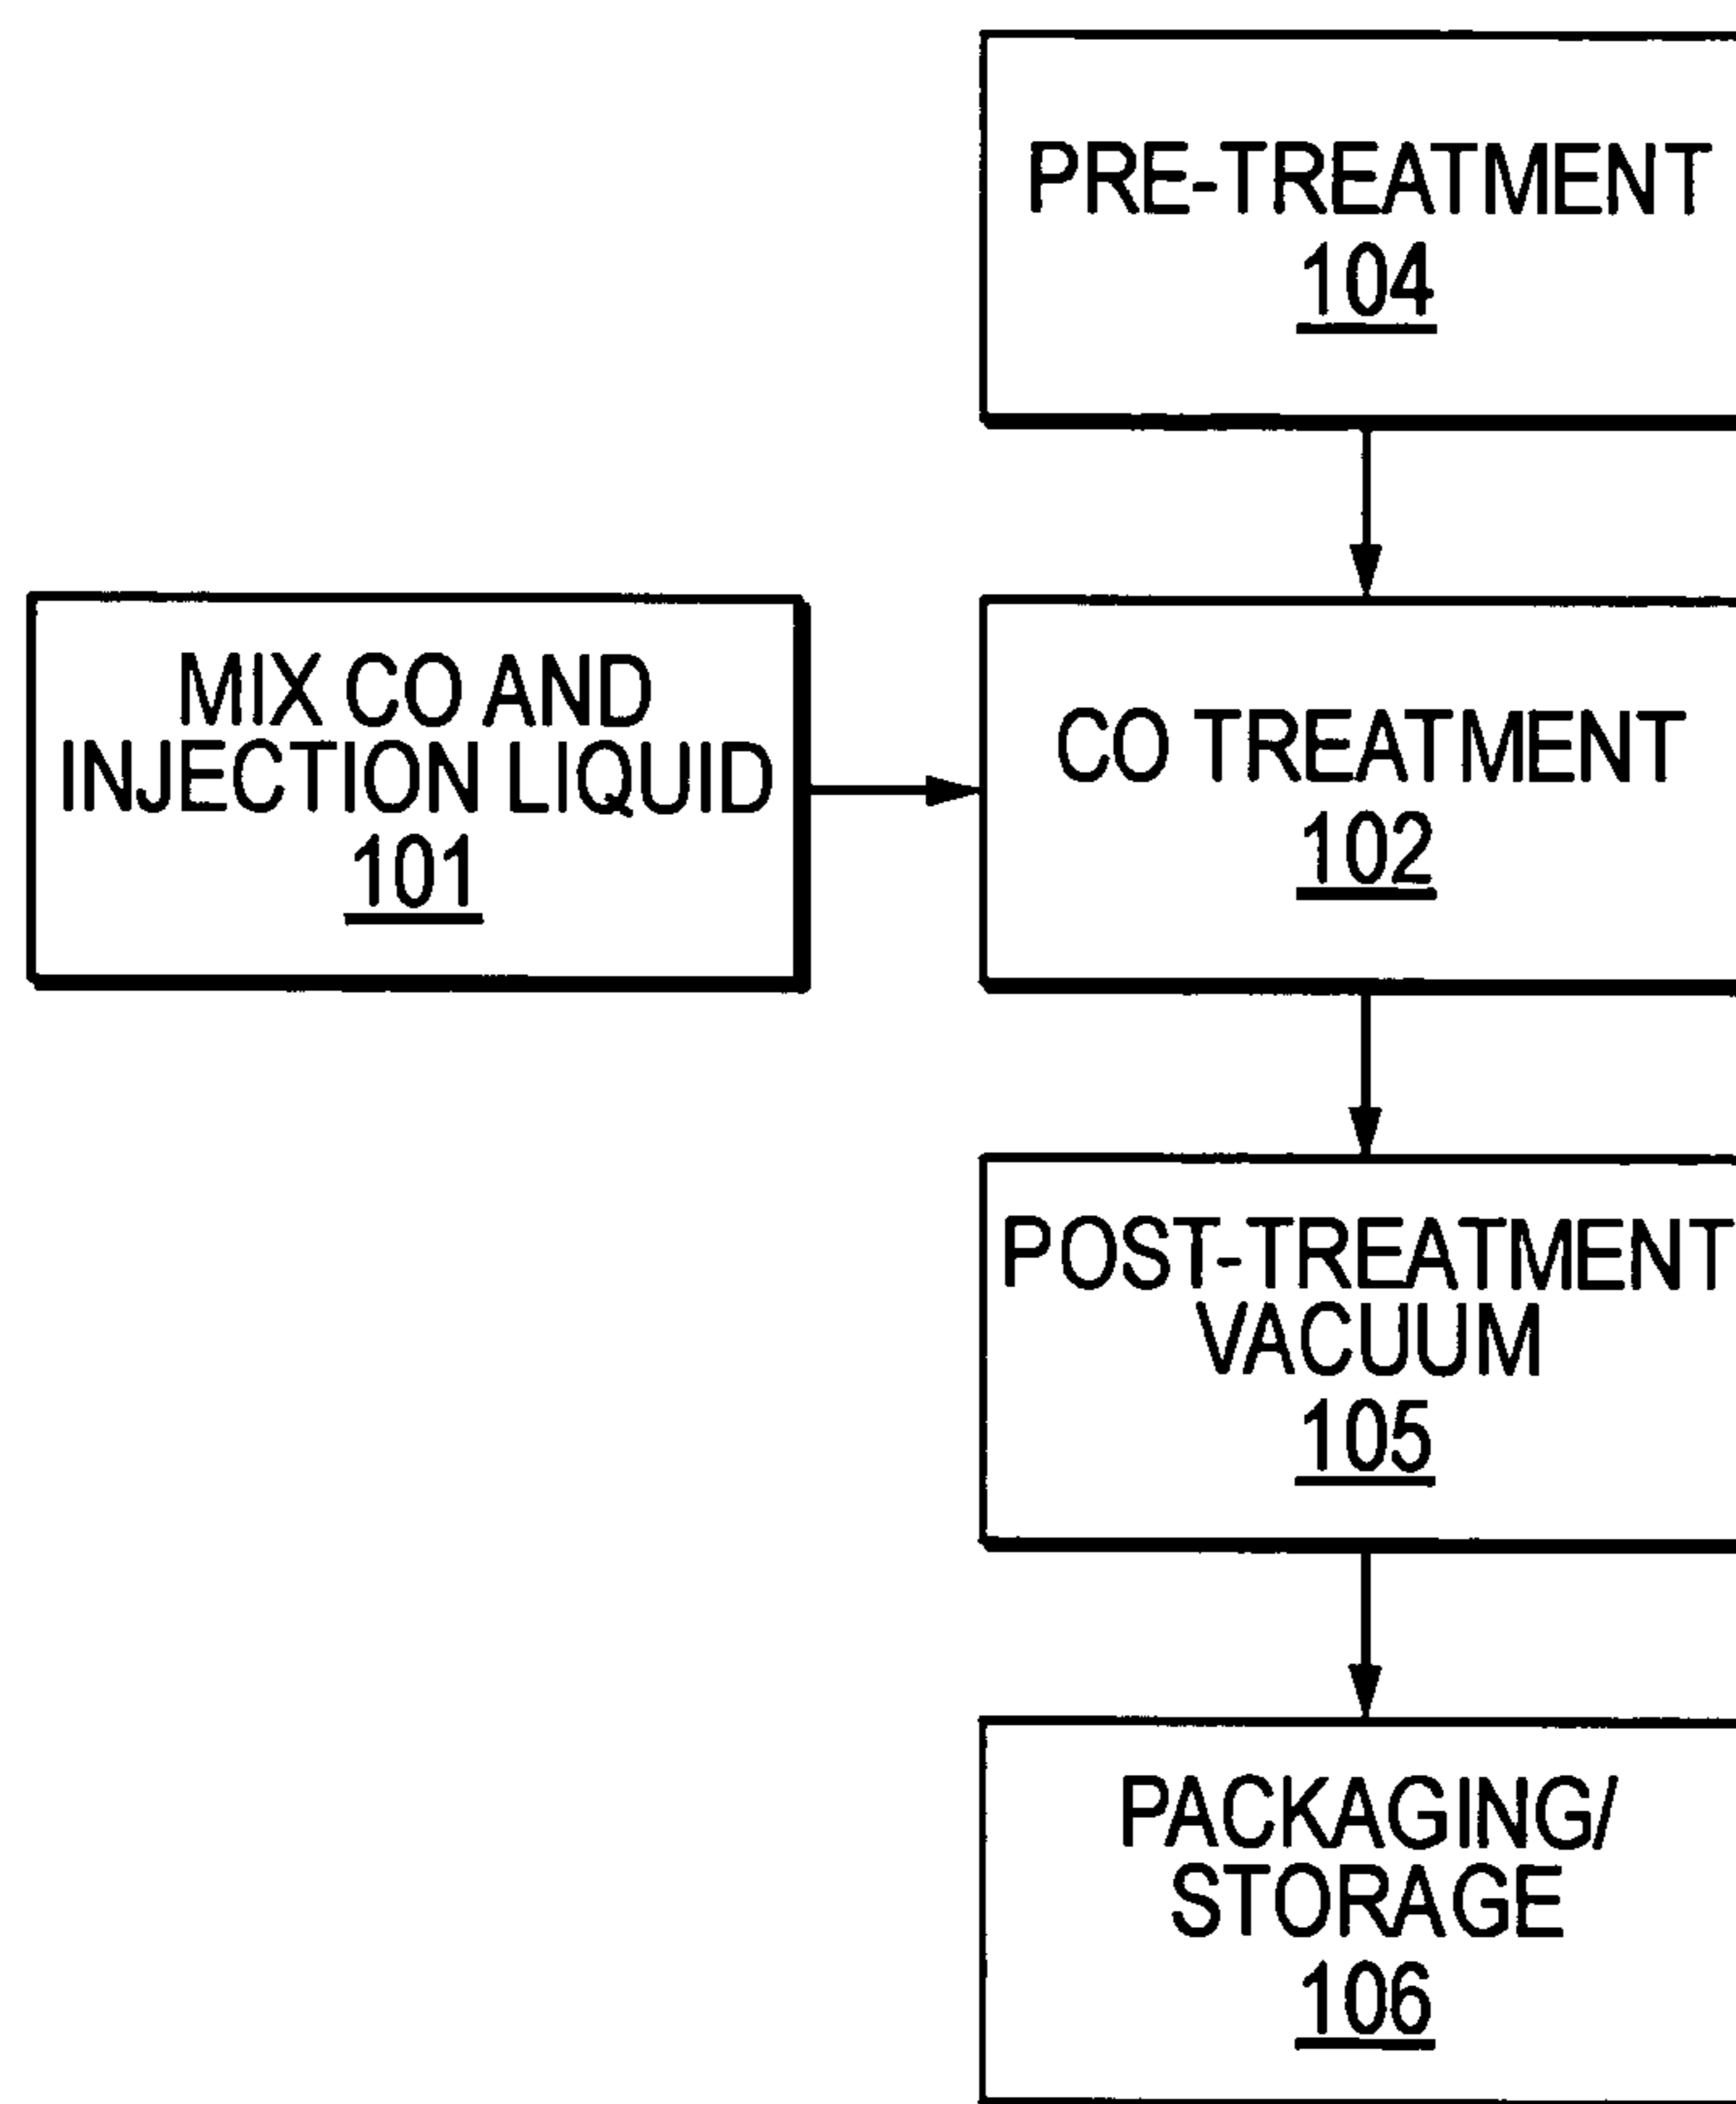 PRE-TREATMENT
104
MIX CO AND
INJECTION LIQUID
101
CO TREATMENT
102
POST-TREATMENT
VACUUM
105
PACKAGING/
STORAGE
106